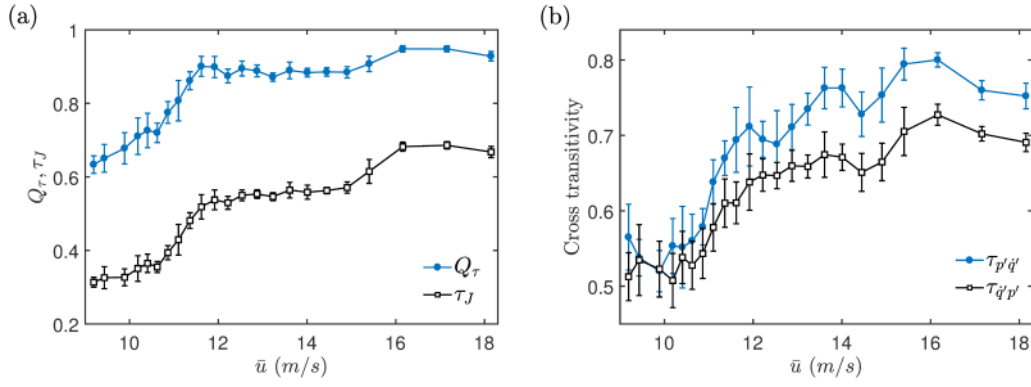 (a)
1
0.8
0.6
0.4
0.2
Q_τ, τ_J
Q_τ
τ_J
10 12 14 16 18
ū (m/s)
(b)
0.8
0.7
0.6
0.5
Cross transitivity
τ_{p′q̇′}
τ_{q̇′p′}
10 12 14 16 18
ū (m/s)